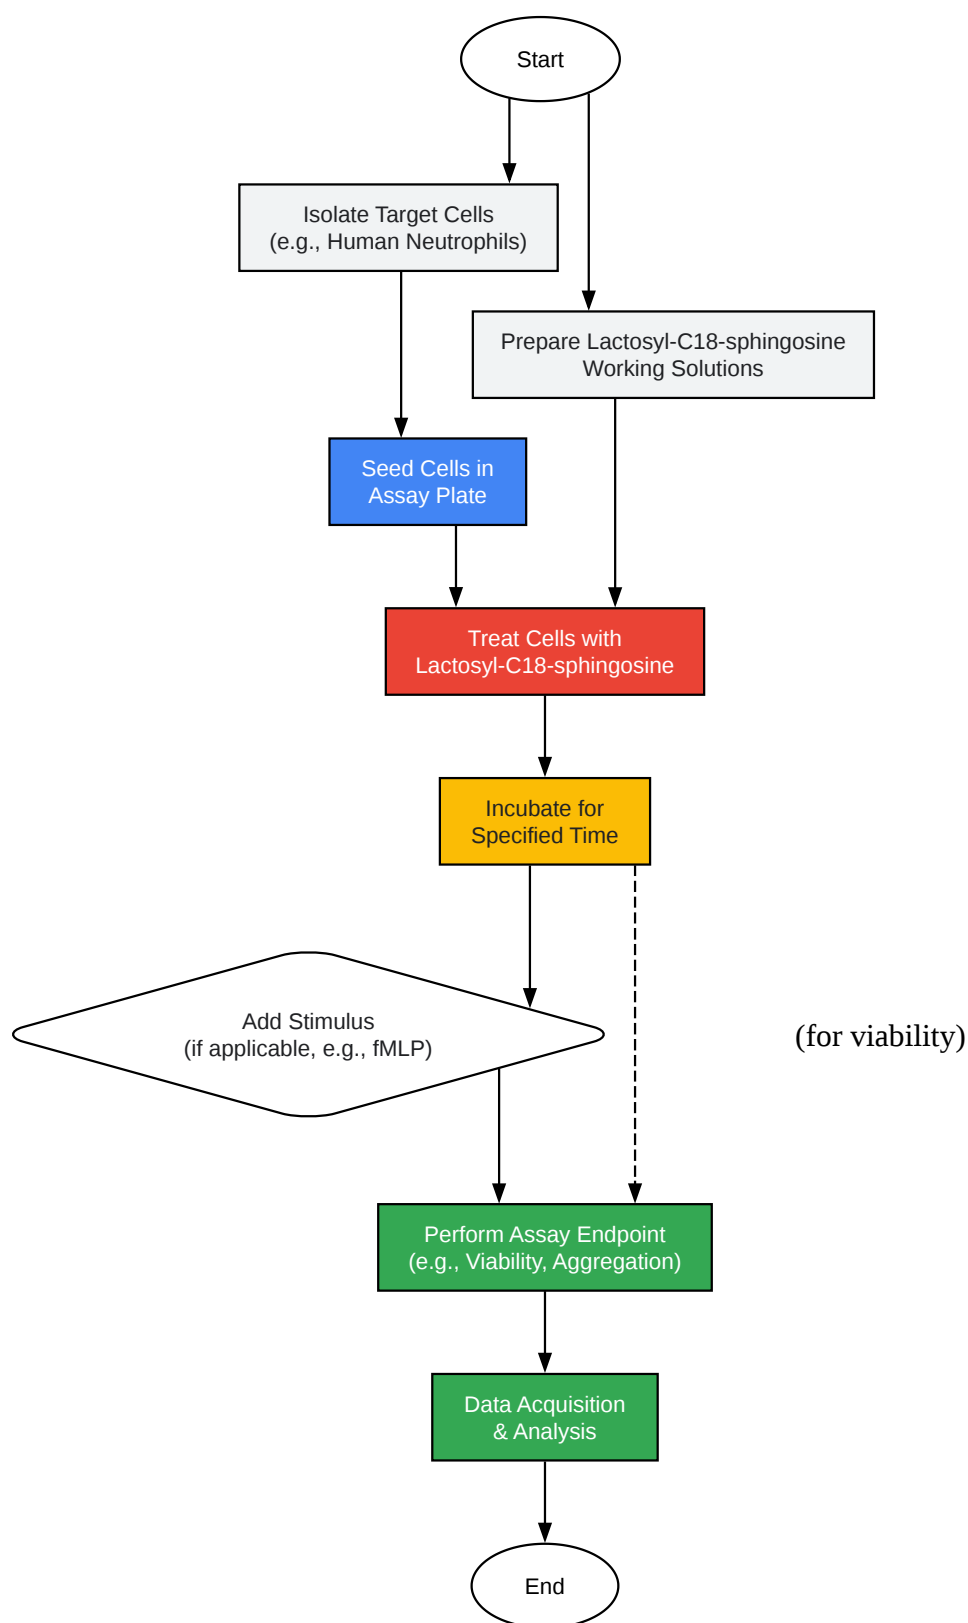 Start
Isolate Target Cells
(e.g., Human Neutrophils)
Prepare Lactosyl-C18-sphingosine
Working Solutions
Seed Cells in
Assay Plate
Treat Cells with
Lactosyl-C18-sphingosine
Incubate for
Specified Time
Add Stimulus
(if applicable, e.g., fMLP)
(for viability)
Perform Assay Endpoint
(e.g., Viability, Aggregation)
Data Acquisition
& Analysis
End